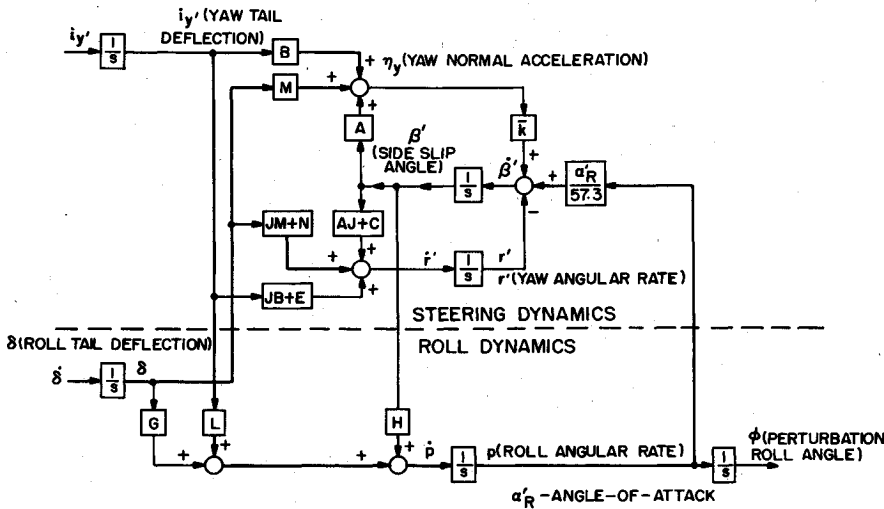 i̇y' 1/s
iy' (YAW TAIL
DEFLECTION)
B
+ + ηy(YAW NORMAL ACCELERATION)
M + +
A
β'
(SIDE SLIP
ANGLE)
k̄
+
β̇'
1/s
+ α'R/57.3
−
JM+N
AJ+C
+ +
ṙ'
1/s
r'
r'(YAW ANGULAR RATE)
JB+E +
STEERING DYNAMICS
ROLL DYNAMICS
δ(ROLL TAIL DEFLECTION)
δ̇ 1/s δ
G L H
+ + + +
ṗ
1/s
p(ROLL ANGULAR RATE)
1/s
ϕ(PERTURBATION
ROLL ANGLE)
α'R-ANGLE-OF-ATTACK